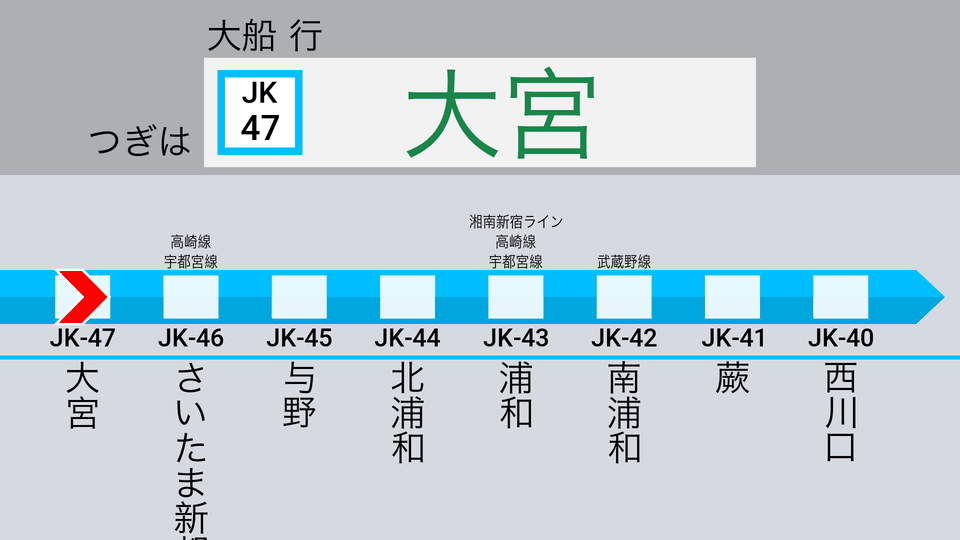 大船 行
つぎは
JK
47
大宮
高崎線
宇都宮線
湘南新宿ライン
高崎線
宇都宮線
武蔵野線
JK-47
JK-46
JK-45
JK-44
JK-43
JK-42
JK-41
JK-40
大宮
さいたま新
与野
北浦和
浦和
南浦和
蕨
西川口